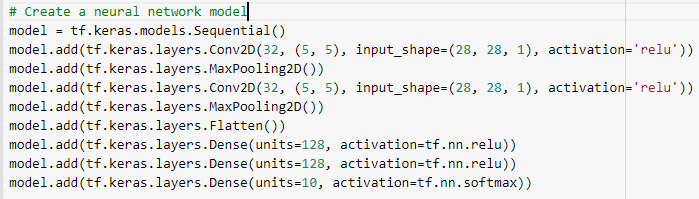 # Create a neural network model
model = tf.keras.models.Sequential()
model.add(tf.keras.layers.Conv2D(32, (5, 5), input_shape=(28, 28, 1), activation='relu'))
model.add(tf.keras.layers.MaxPooling2D())
model.add(tf.keras.layers.Conv2D(32, (5, 5), input_shape=(28, 28, 1), activation='relu'))
model.add(tf.keras.layers.MaxPooling2D())
model.add(tf.keras.layers.Flatten())
model.add(tf.keras.layers.Dense(units=128, activation=tf.nn.relu))
model.add(tf.keras.layers.Dense(units=128, activation=tf.nn.relu))
model.add(tf.keras.layers.Dense(units=10, activation=tf.nn.softmax))